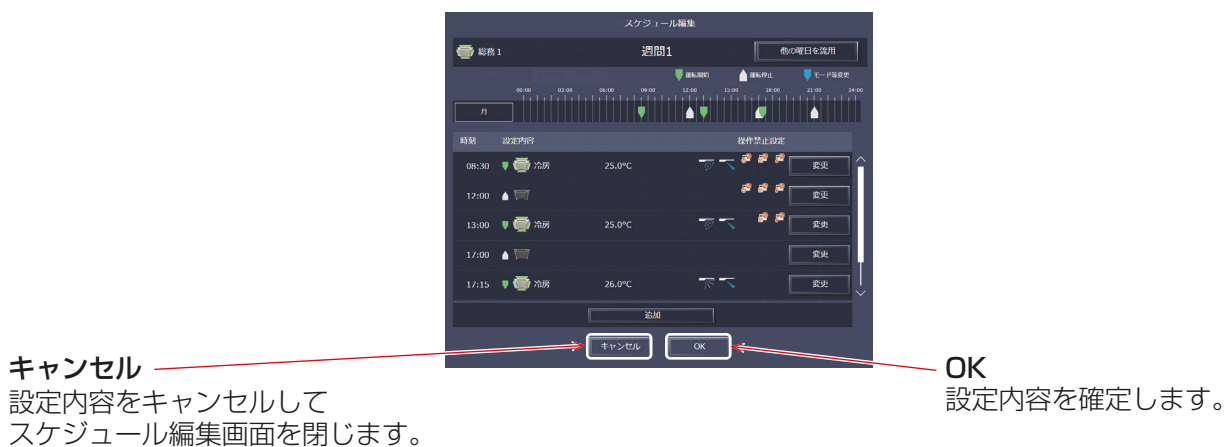 スケジュール編集
総務 1 週間1 他の曜日を流用
運転開始 運転停止 モード等変更
00:00 03:00 06:00 09:00 12:00 15:00 18:00 21:00 24:00
月
時刻 設定内容 操作禁止設定
08:30 冷房 25.0°C 変更
12:00 変更
13:00 冷房 25.0°C 変更
17:00 変更
17:15 冷房 26.0°C 変更
追加
キャンセル OK
キャンセル
設定内容をキャンセルして
スケジュール編集画面を閉じます。
OK
設定内容を確定します。